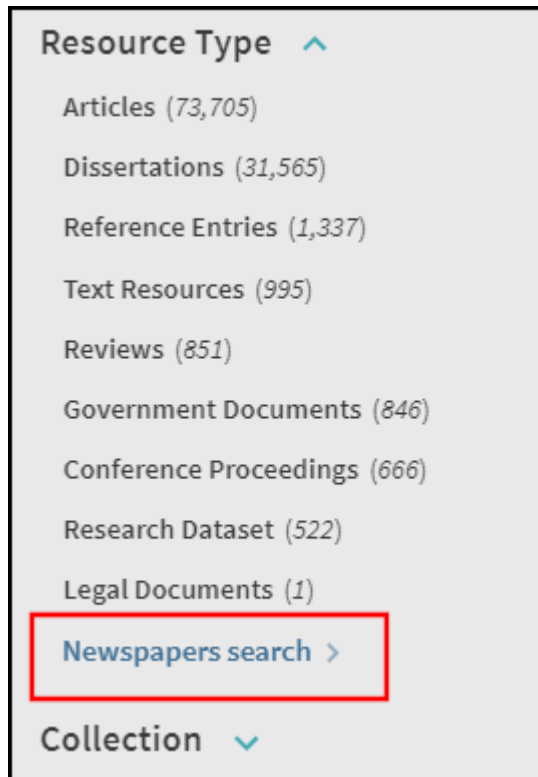 Resource Type
Articles (73,705)
Dissertations (31,565)
Reference Entries (1,337)
Text Resources (995)
Reviews (851)
Government Documents (846)
Conference Proceedings (666)
Research Dataset (522)
Legal Documents (1)
Newspapers search >
Collection